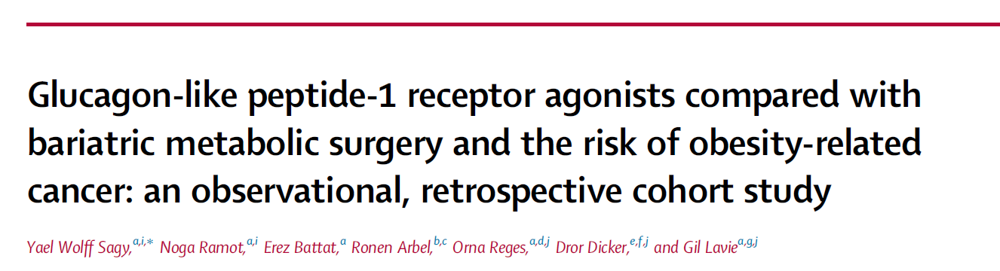 Glucagon-like peptide-1 receptor agonists compared with
bariatric metabolic surgery and the risk of obesity-related
cancer: an observational, retrospective cohort study
Yael Wolff Sagy,a,i,* Noga Ramot,a,i Erez Battat,a Ronen Arbel,b,c Orna Reges,a,d,j Dror Dicker,e,f,j and Gil Laviea,g,j